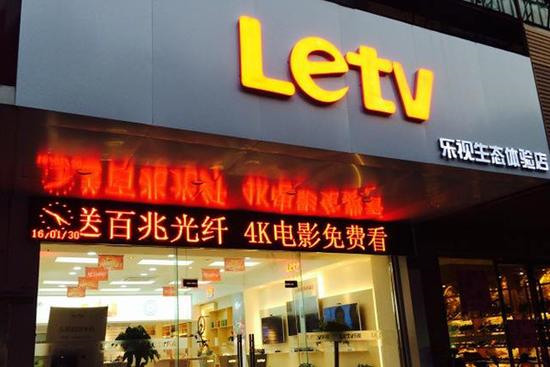 Letv
乐视生态体验店
送百兆光纤 4K电影免费看
16/01/30